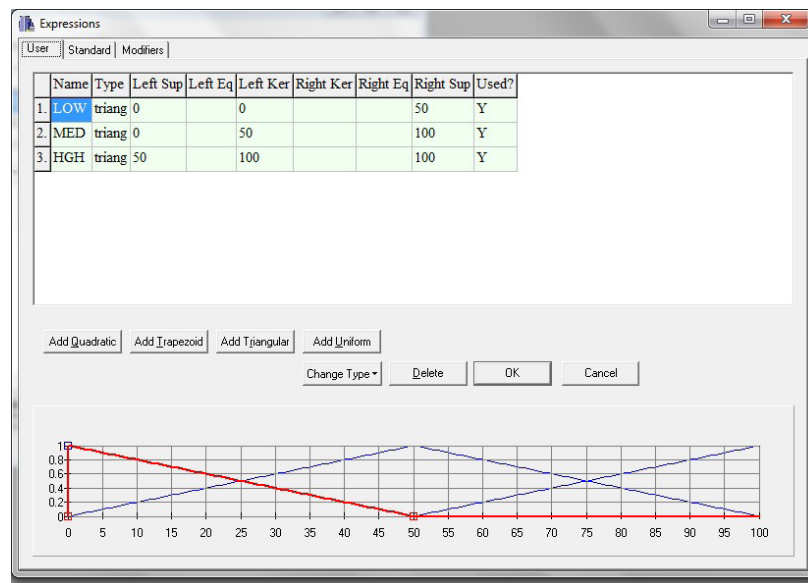 Expressions
User Standard Modifiers
Name Type Left Sup Left Eq Left Ker Right Ker Right Eq Right Sup Used?
1. LOW triang 0 0 50 Y
2. MED triang 0 50 100 Y
3. HGH triang 50 100 100 Y
Add Quadratic Add Trapezoid Add Triangular Add Uniform
Change Type Delete OK Cancel
1
0.8
0.6
0.4
0.2
0
0 5 10 15 20 25 30 35 40 45 50 55 60 65 70 75 80 85 90 95 100